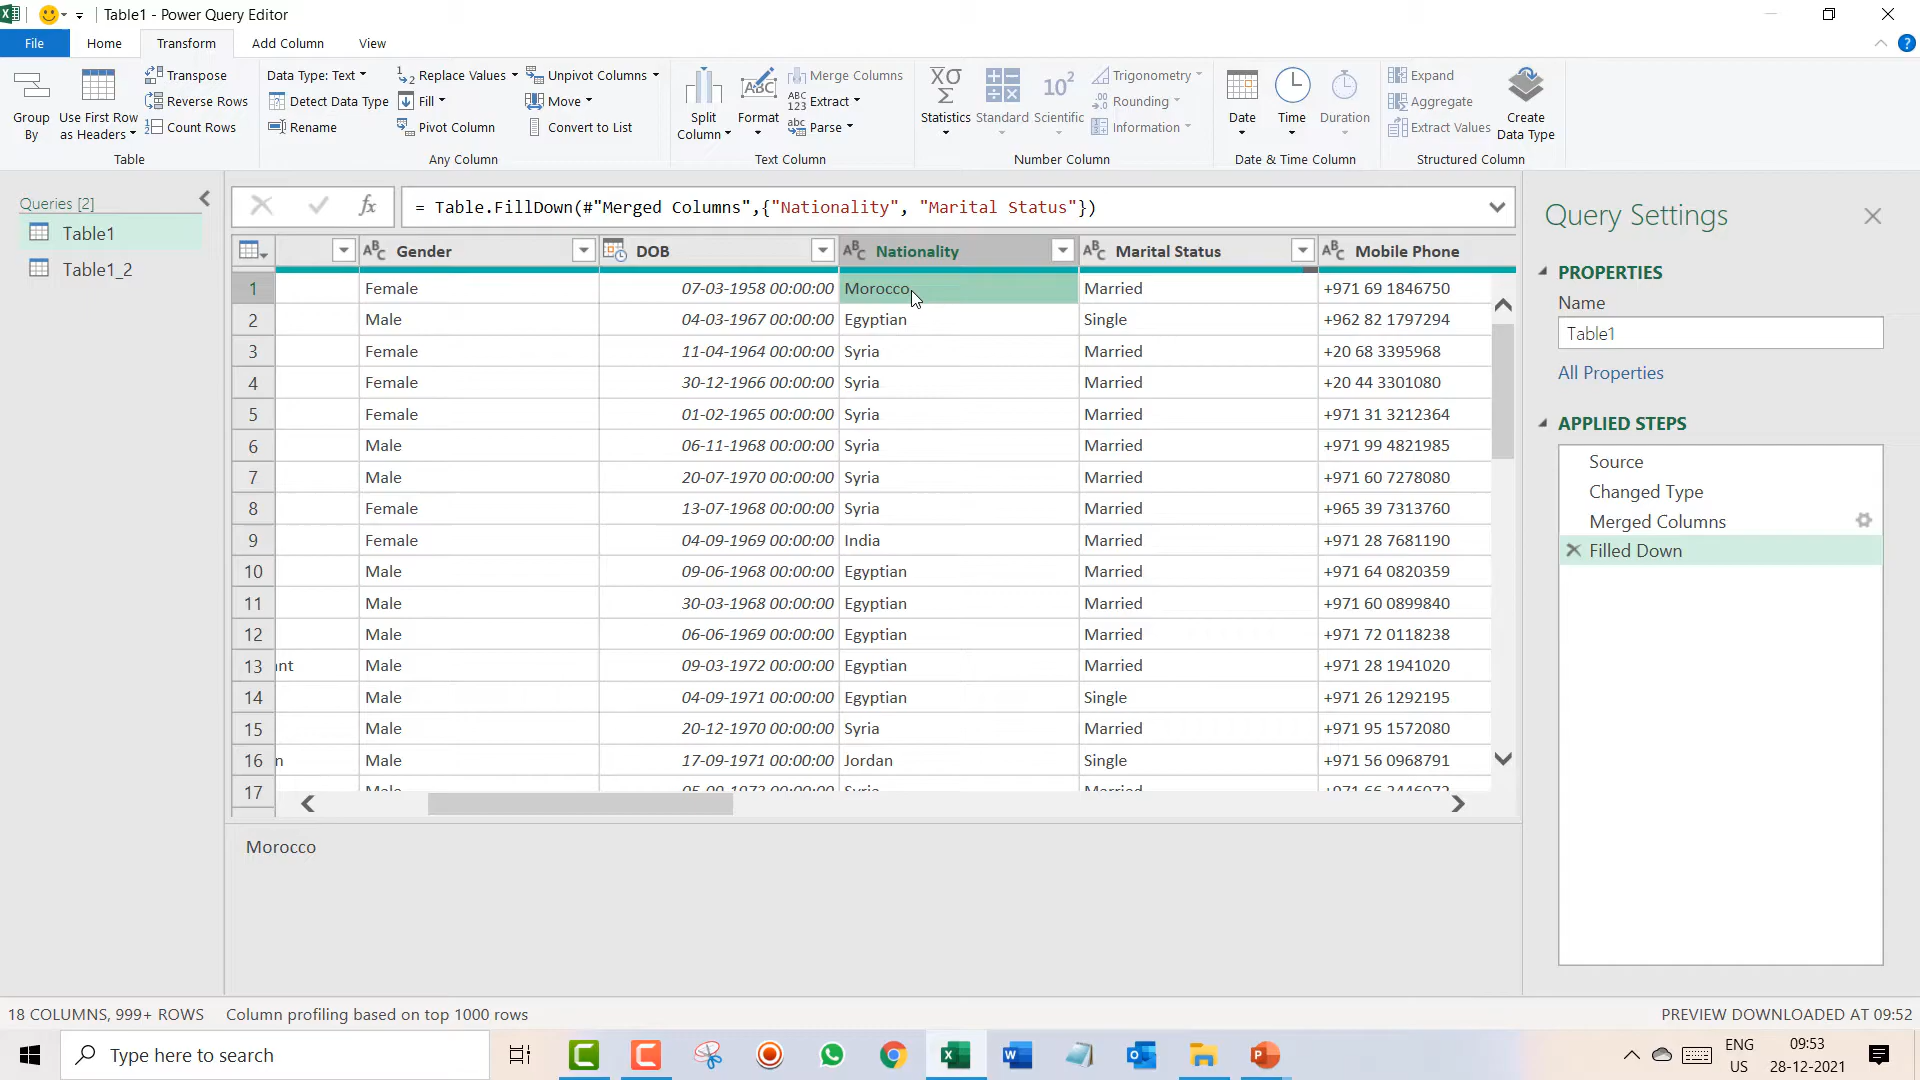 Table1 - Power Query Editor
File Home Transform Add Column View
Group By
Use First Row as Headers
Transpose
Reverse Rows
Count Rows
Table
Data Type: Text
Detect Data Type
Rename
Replace Values
Fill
Pivot Column
Unpivot Columns
Move
Convert to List
Any Column
Split Column
Format
Merge Columns
Extract
Parse
Text Column
Statistics
Standard
Scientific
Trigonometry
Rounding
Information
Number Column
Date
Time
Duration
Date & Time Column
Expand
Aggregate
Extract Values
Create Data Type
Structured Column
Queries [2]
Table1
Table1_2
= Table.FillDown(#"Merged Columns",{"Nationality", "Marital Status"})
Gender DOB Nationality Marital Status Mobile Phone
1 Female 07-03-1958 00:00:00 Morocco Married +971 69 1846750
2 Male 04-03-1967 00:00:00 Egyptian Single +962 82 1797294
3 Female 11-04-1964 00:00:00 Syria Married +20 68 3395968
4 Female 30-12-1966 00:00:00 Syria Married +20 44 3301080
5 Female 01-02-1965 00:00:00 Syria Married +971 31 3212364
6 Male 06-11-1968 00:00:00 Syria Married +971 99 4821985
7 Male 20-07-1970 00:00:00 Syria Married +971 60 7278080
8 Female 13-07-1968 00:00:00 Syria Married +965 39 7313760
9 Female 04-09-1969 00:00:00 India Married +971 28 7681190
10 Male 09-06-1968 00:00:00 Egyptian Married +971 64 0820359
11 Male 30-03-1968 00:00:00 Egyptian Married +971 60 0899840
12 Male 06-06-1969 00:00:00 Egyptian Married +971 72 0118238
13 nt Male 09-03-1972 00:00:00 Egyptian Married +971 28 1941020
14 Male 04-09-1971 00:00:00 Egyptian Single +971 26 1292195
15 Male 20-12-1970 00:00:00 Syria Married +971 95 1572080
16 n Male 17-09-1971 00:00:00 Jordan Single +971 56 0968791
17
Morocco
Query Settings
PROPERTIES
Name
Table1
All Properties
APPLIED STEPS
Source
Changed Type
Merged Columns
Filled Down
18 COLUMNS, 999+ ROWS Column profiling based on top 1000 rows PREVIEW DOWNLOADED AT 09:52
Type here to search
ENG
US
09:53
28-12-2021